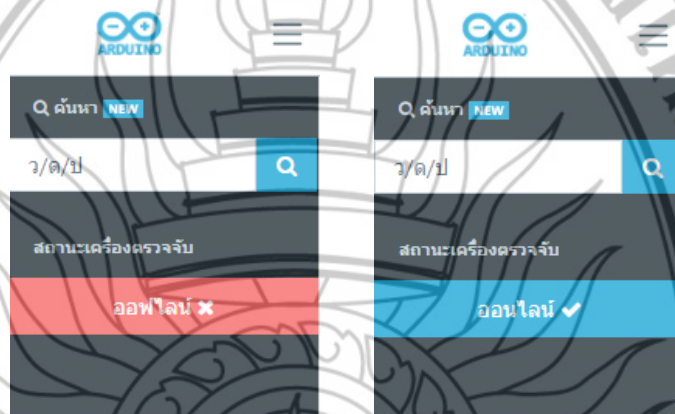 ARDUINO
ค้นหา NEW
ว/ด/ป
สถานะเครื่องตรวจจับ
ออฟไลน์
ARDUINO
ค้นหา NEW
ว/ด/ป
สถานะเครื่องตรวจจับ
ออนไลน์